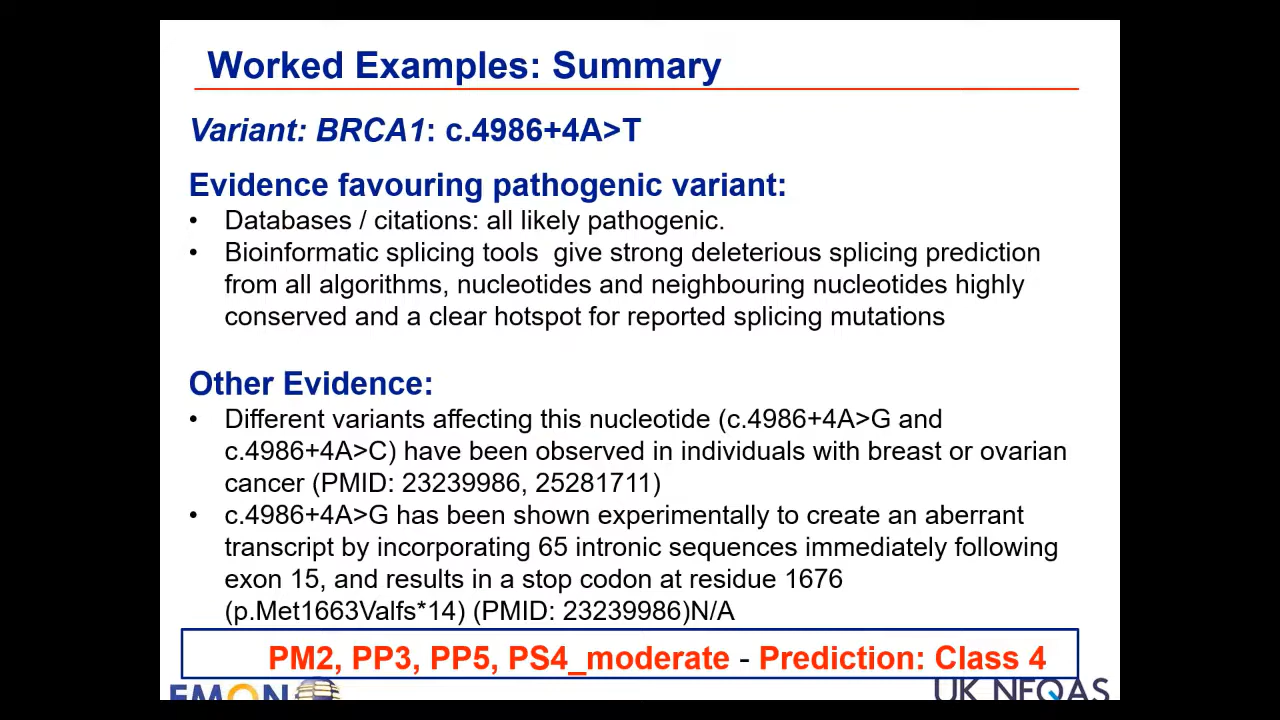 Worked Examples: Summary
Variant: BRCA1: c.4986+4A>T
Evidence favouring pathogenic variant:
• Databases / citations: all likely pathogenic.
• Bioinformatic splicing tools  give strong deleterious splicing prediction
from all algorithms, nucleotides and neighbouring nucleotides highly
conserved and a clear hotspot for reported splicing mutations
Other Evidence:
• Different variants affecting this nucleotide (c.4986+4A>G and
c.4986+4A>C) have been observed in individuals with breast or ovarian
cancer (PMID: 23239986, 25281711)
• c.4986+4A>G has been shown experimentally to create an aberrant
transcript by incorporating 65 intronic sequences immediately following
exon 15, and results in a stop codon at residue 1676
(p.Met1663Valfs*14) (PMID: 23239986)N/A
PM2, PP3, PP5, PS4_moderate - Prediction: Class 4
EMQN
UK NEQAS